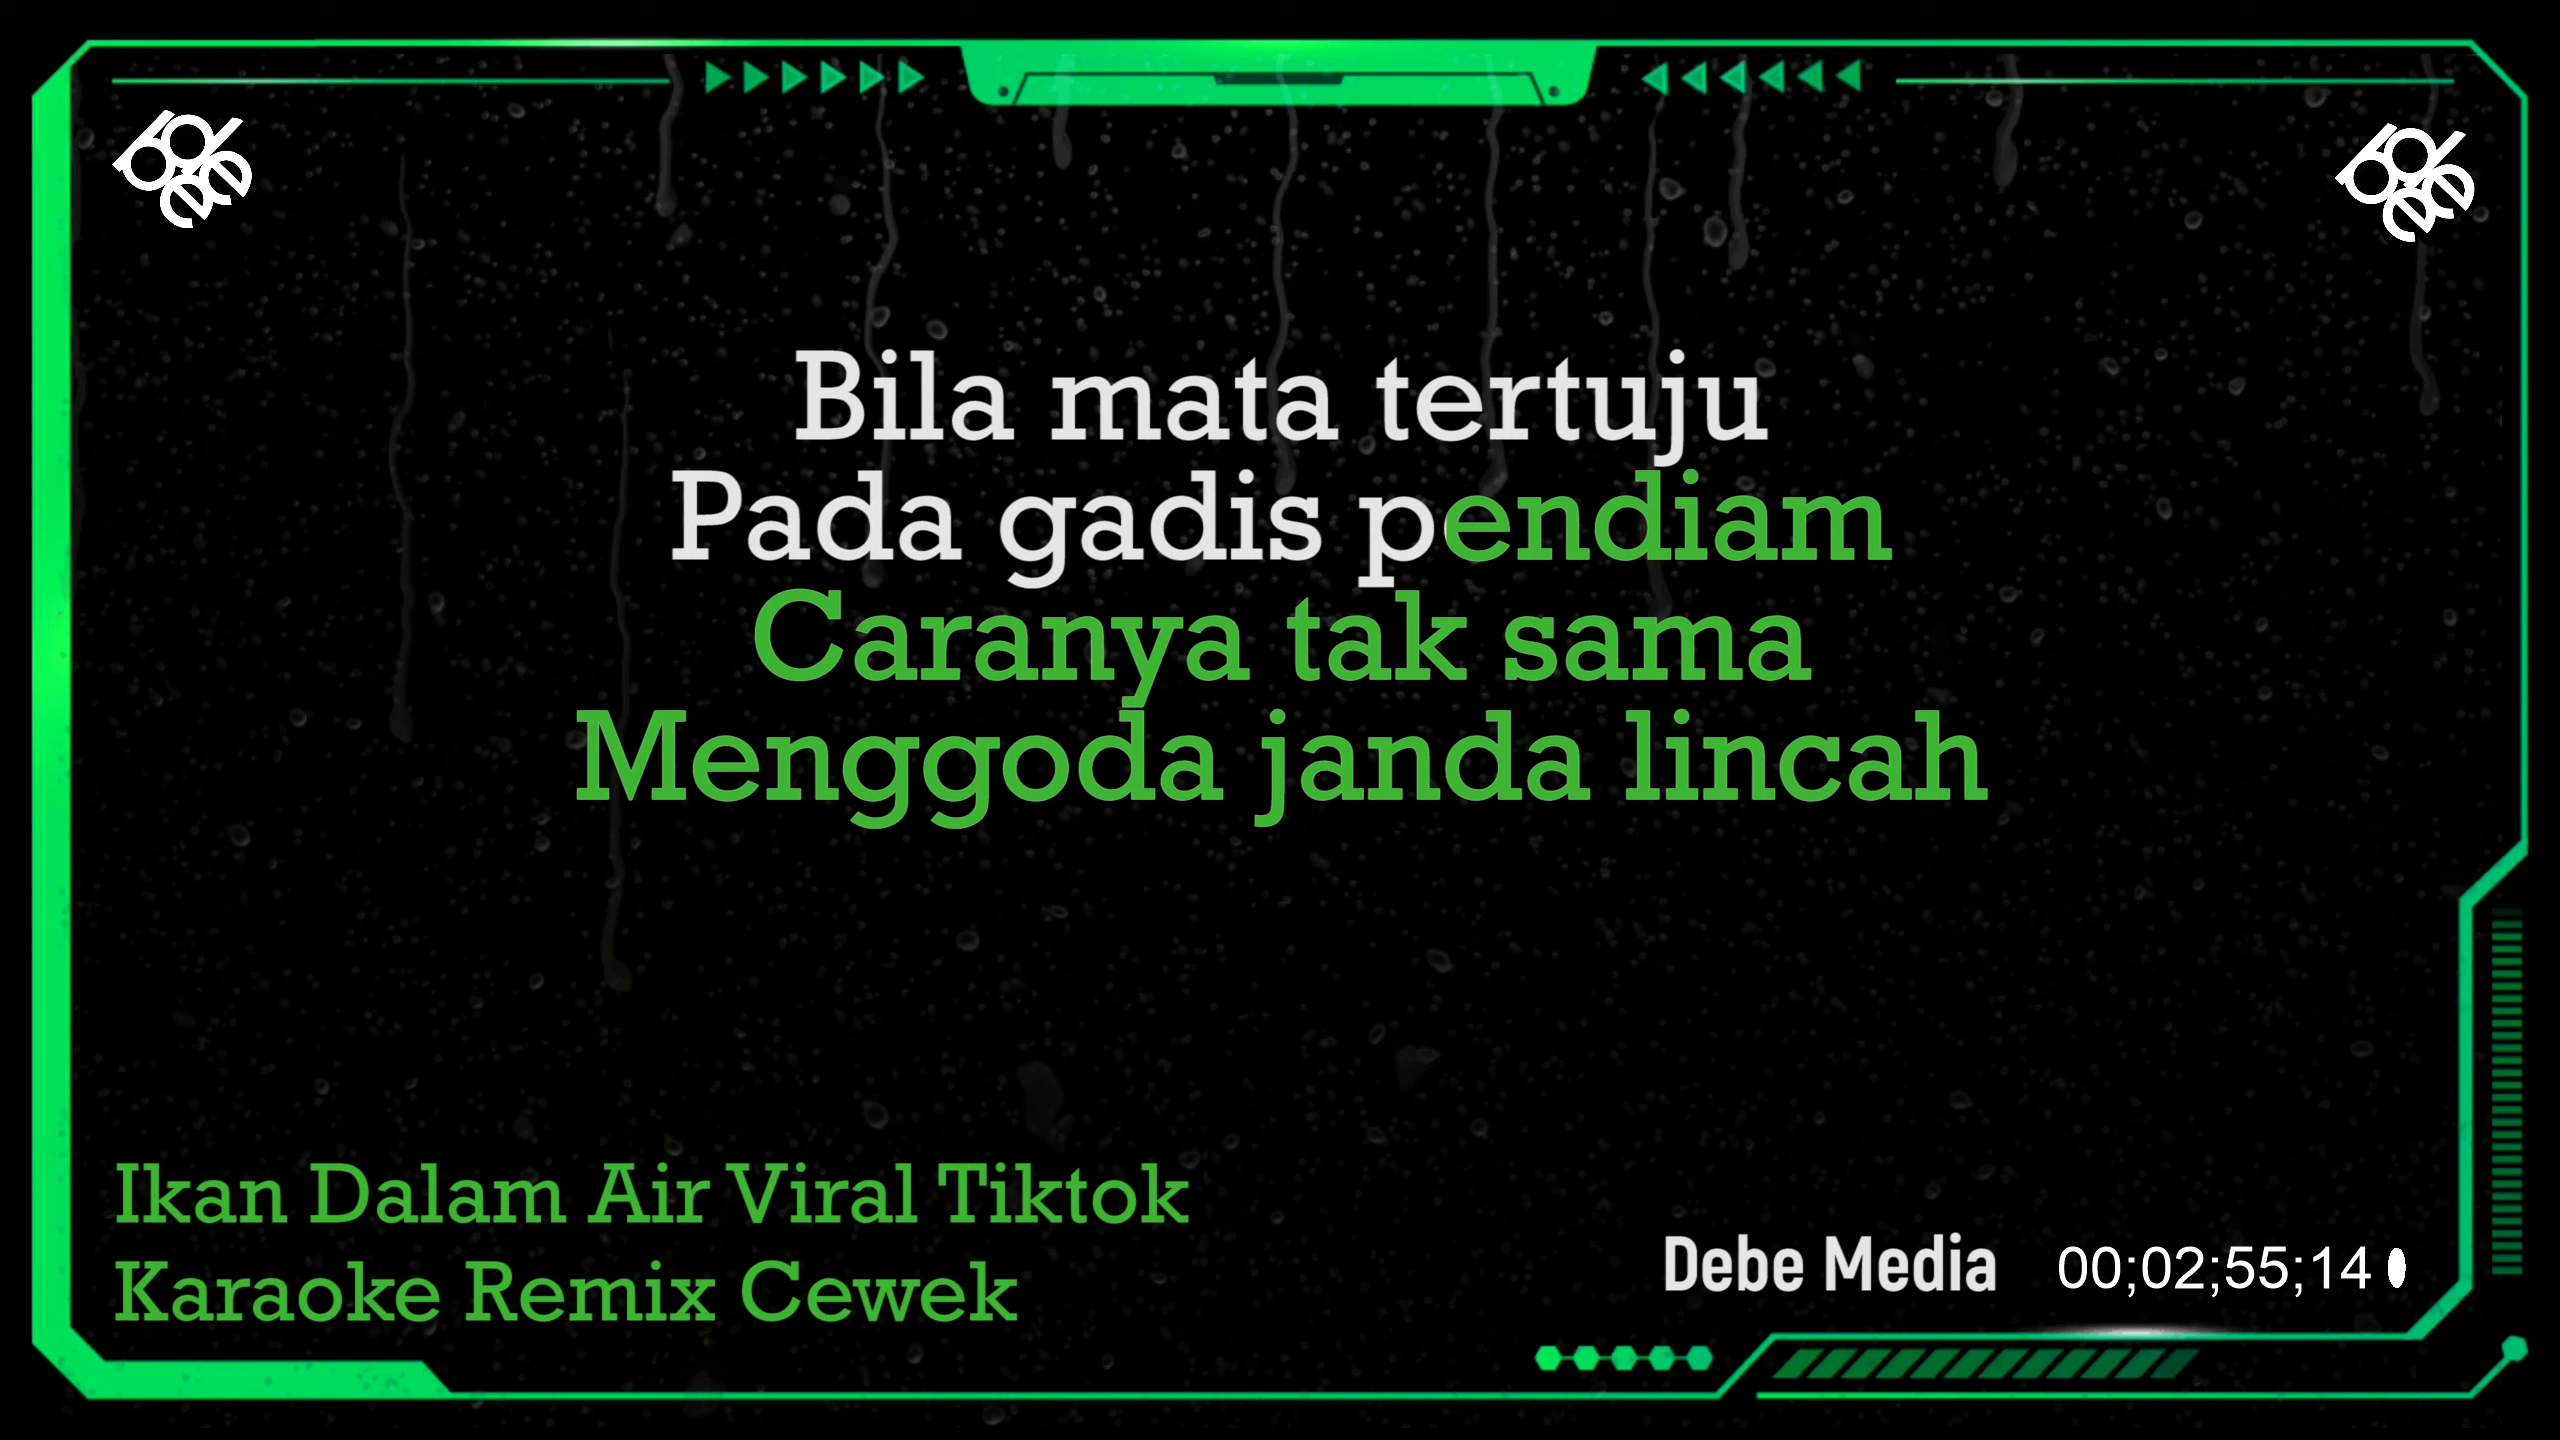 Bila mata tertuju
Pada gadis pendiam
Caranya tak sama
Menggoda janda lincah
Ikan Dalam Air Viral Tiktok
Karaoke Remix Cewek
Debe Media 00;02;55;14